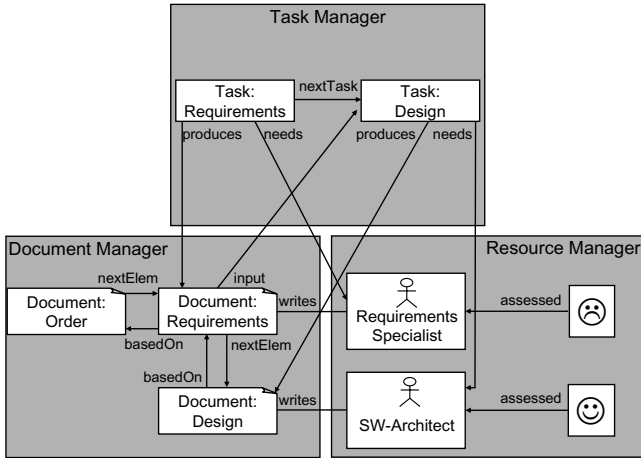 Task Manager
Task:
Requirements
nextTask
Task:
Design
produces
needs
produces
needs
Document Manager
Resource Manager
nextElem
input
Document:
Order
Document:
Requirements
writes
Requirements
Specialist
assessed
basedOn
nextElem
basedOn
Document:
Design
writes
SW-Architect
assessed